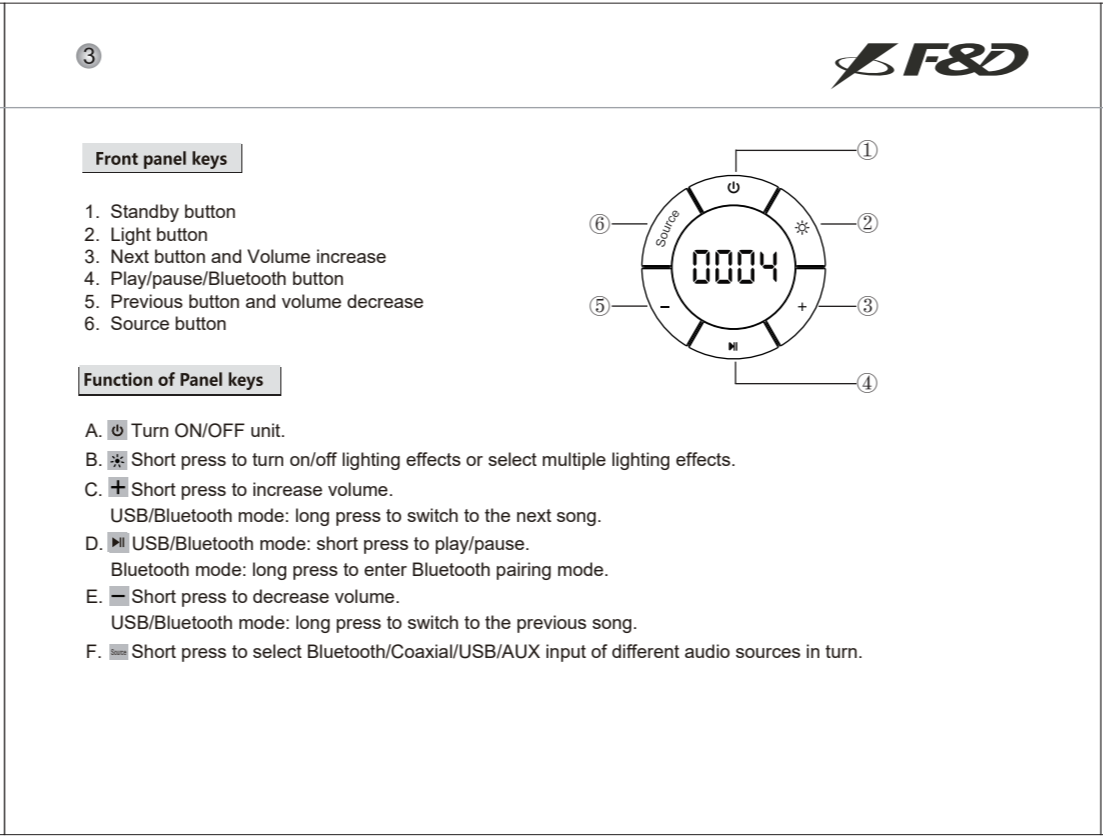 3
F&D
Front panel keys
1. Standby button
2. Light button
3. Next button and Volume increase
4. Play/pause/Bluetooth button
5. Previous button and volume decrease
6. Source button
①
②
③
④
⑤
⑥
Source
0004
+
−
Function of Panel keys
A. Turn ON/OFF unit.
B. Short press to turn on/off lighting effects or select multiple lighting effects.
C. + Short press to increase volume.
USB/Bluetooth mode: long press to switch to the next song.
D. USB/Bluetooth mode: short press to play/pause.
Bluetooth mode: long press to enter Bluetooth pairing mode.
E. − Short press to decrease volume.
USB/Bluetooth mode: long press to switch to the previous song.
F. Source Short press to select Bluetooth/Coaxial/USB/AUX input of different audio sources in turn.